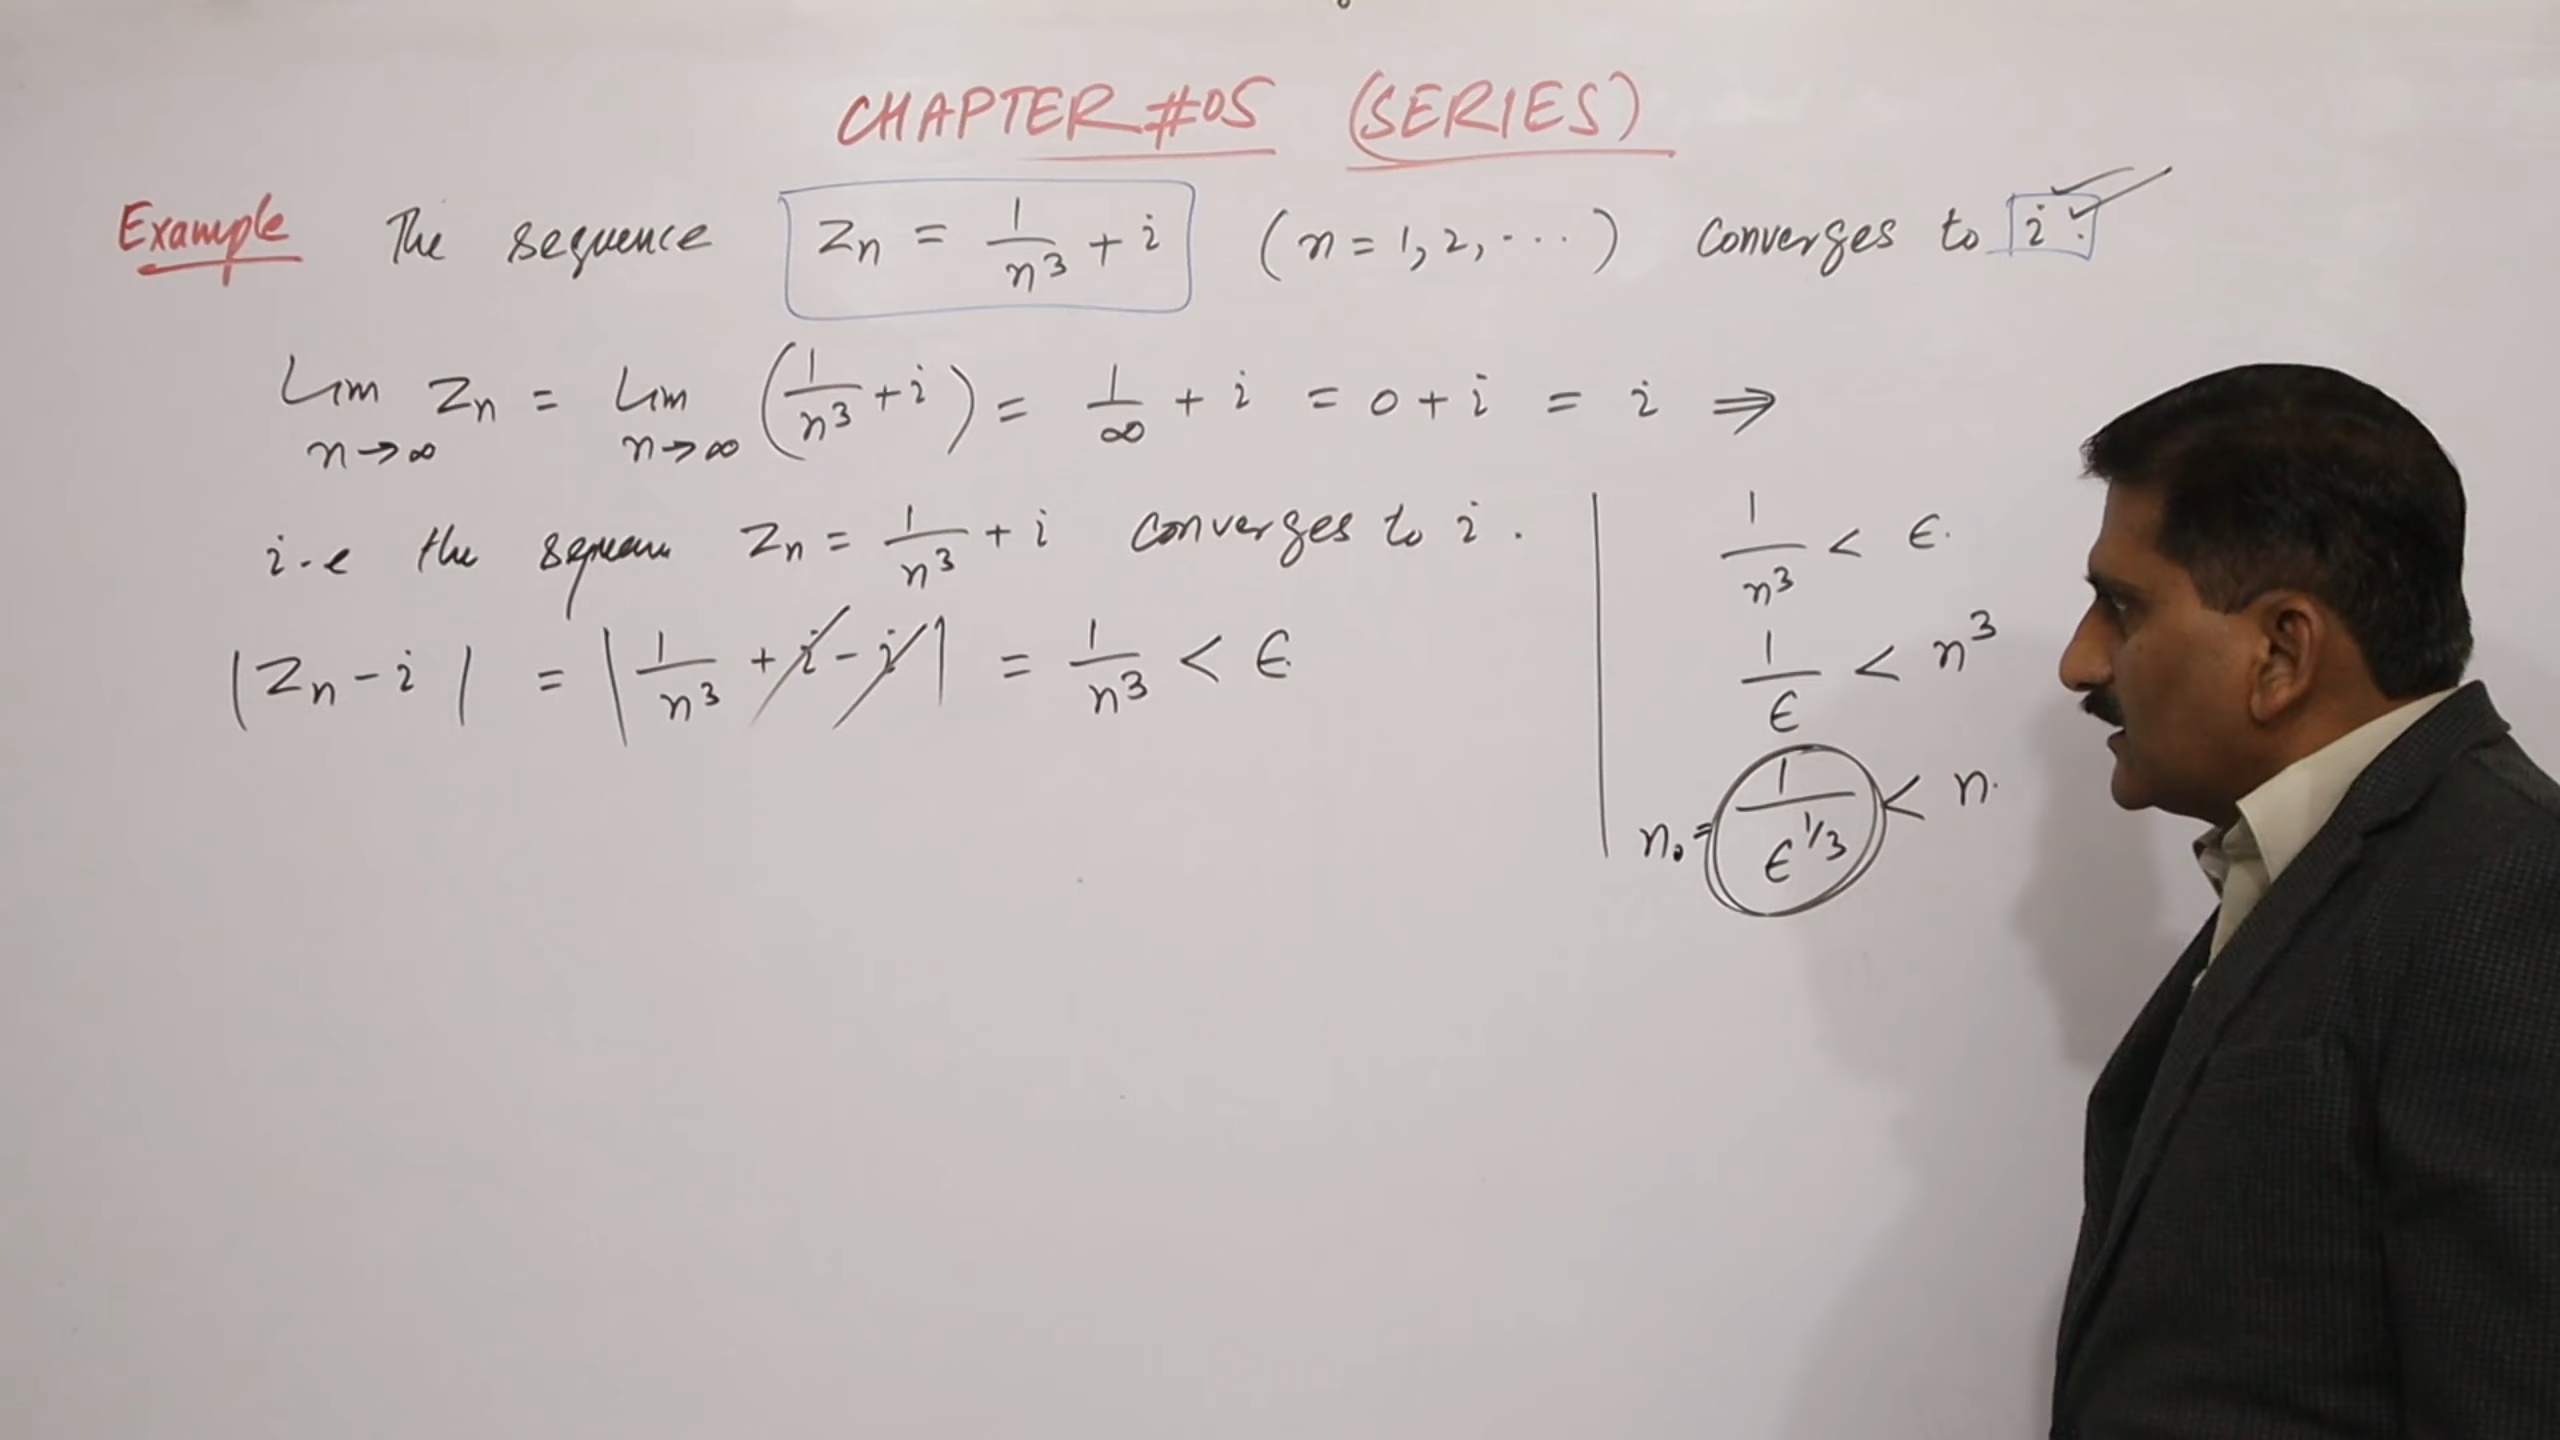 CHAPTER #05 (SERIES)
Example The sequence Zn = 1/n³ + i (n = 1, 2, ····) Converges to i.
Lim n→∞ Zn = Lim n→∞ (1/n³ + i) = 1/∞ + i = 0 + i = i ⇒
i-e the Zn = 1/n³ + i converges to i.
|Zn - i| = |1/n³ + i - i| = 1/n³ < ϵ
1/n³ < ϵ.
1/ϵ < n³
n₀ = 1/ϵ^1/3 < n.